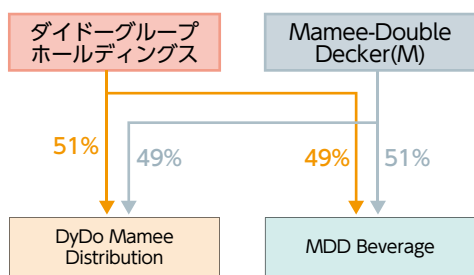 ダイドーグループ
ホールディングス
Mamee-Double
Decker(M)
51%
49%
49%
51%
DyDo Mamee
Distribution
MDD Beverage